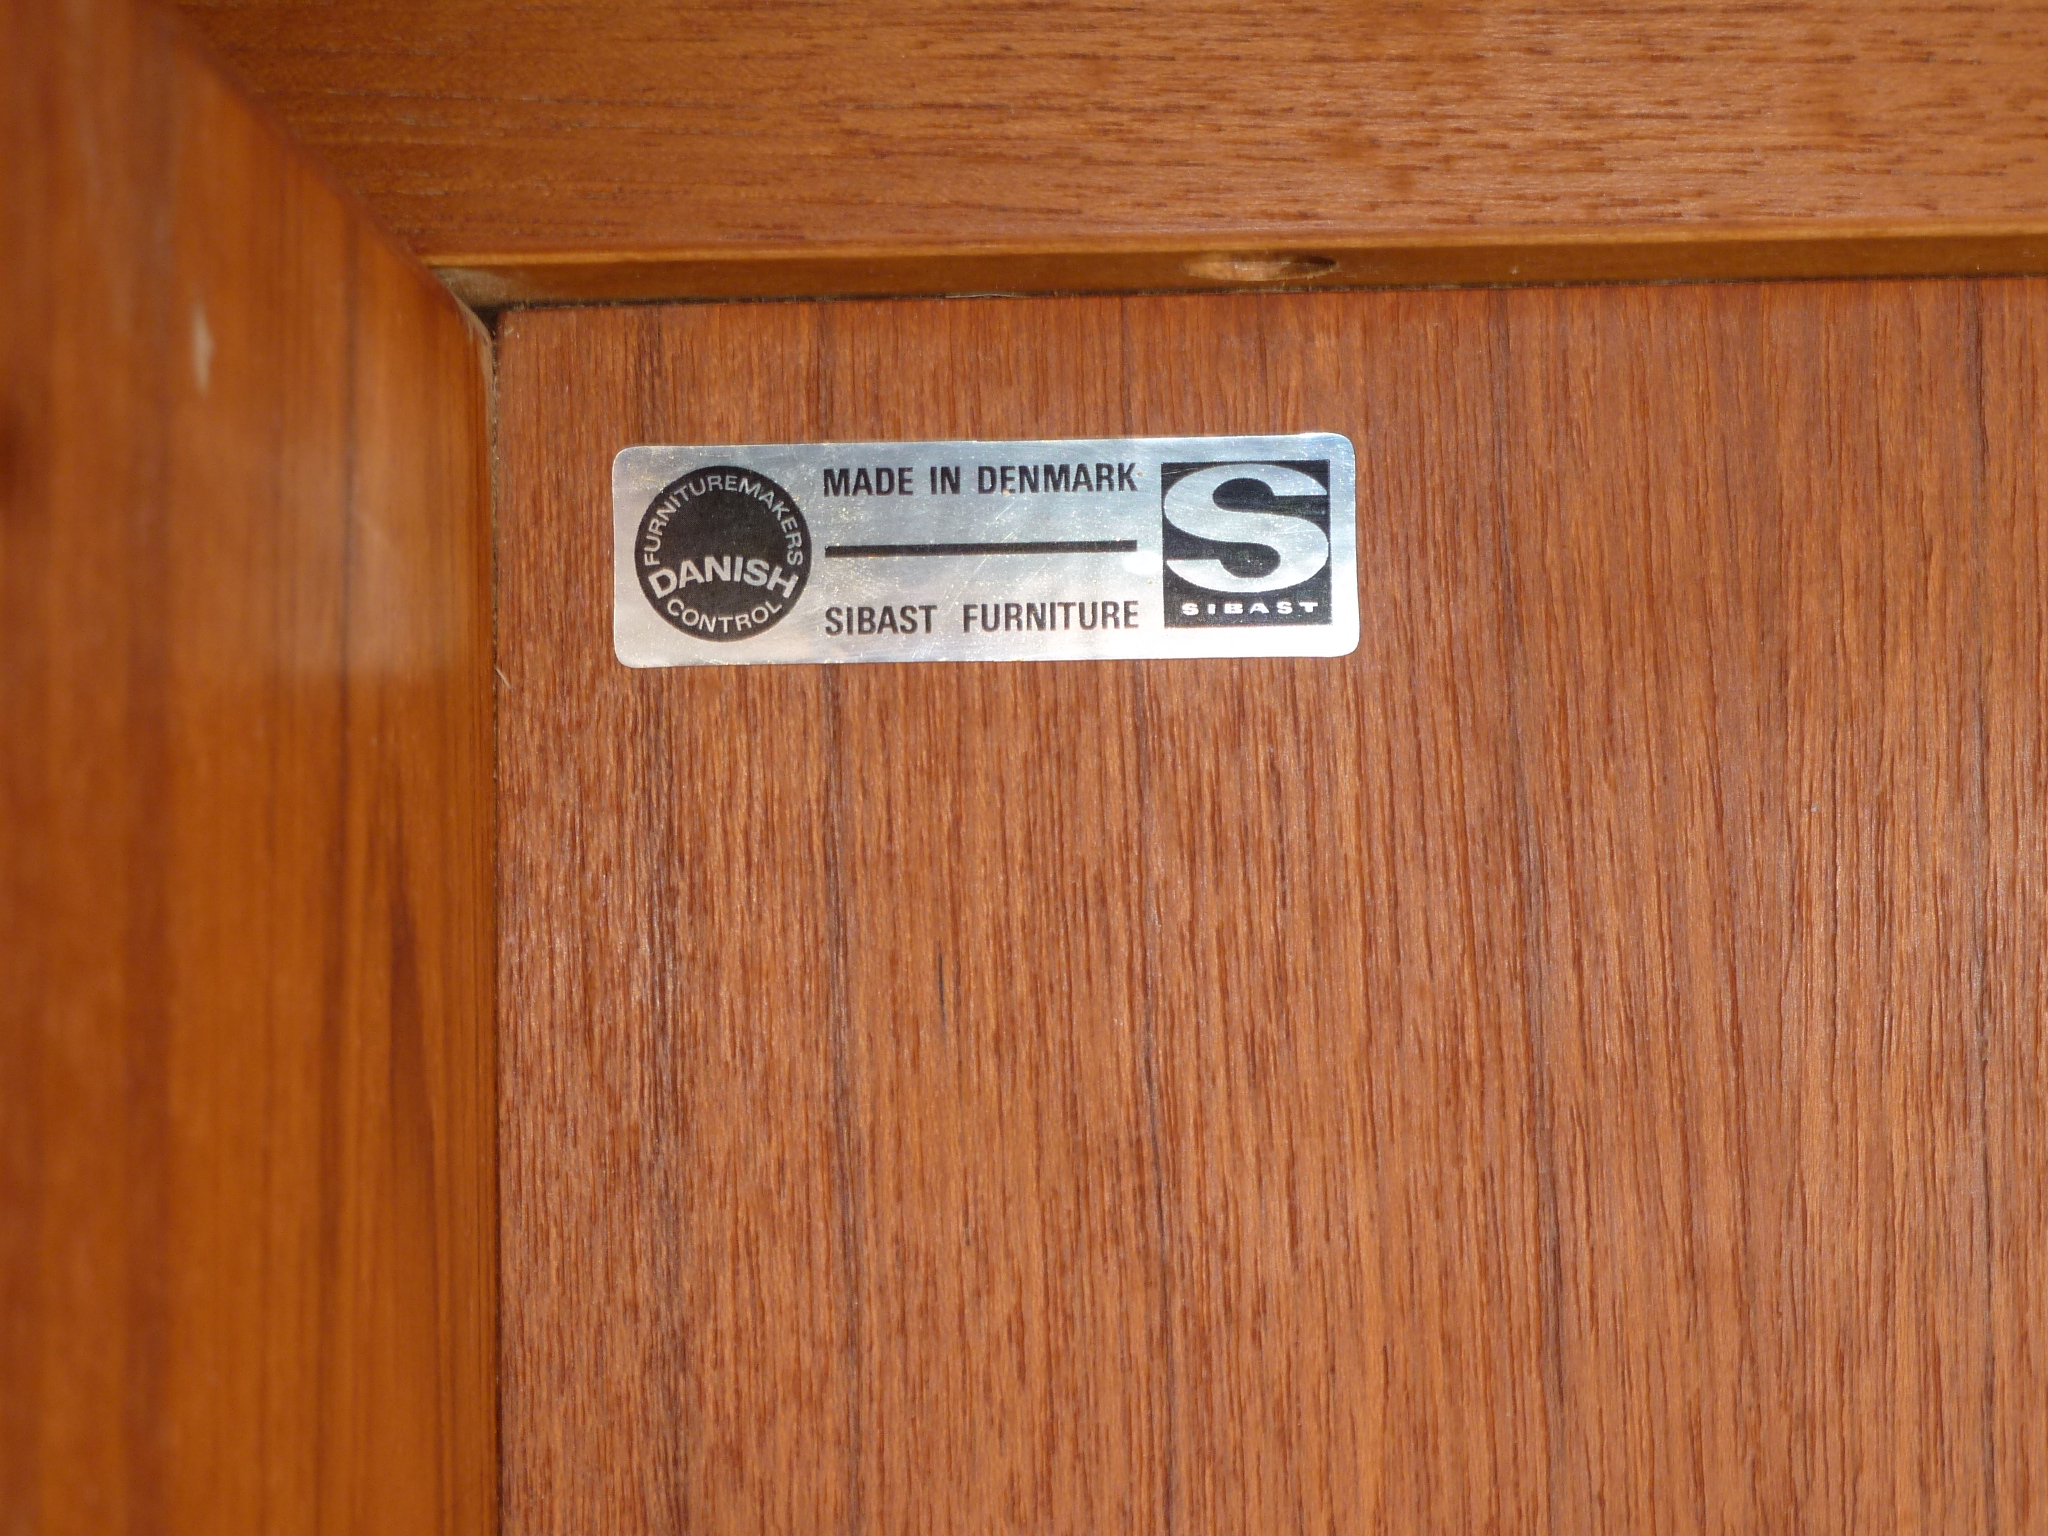 FURNITUREMAKERS
DANISH
CONTROL
MADE IN DENMARK
SIBAST FURNITURE
S
SIBAST